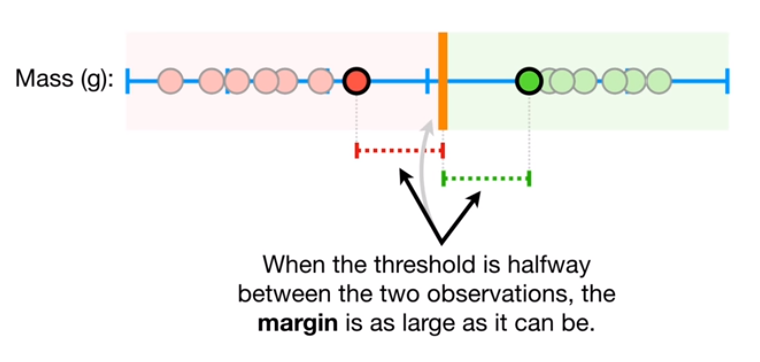 Mass (g):
When the threshold is halfway
between the two observations, the
margin is as large as it can be.